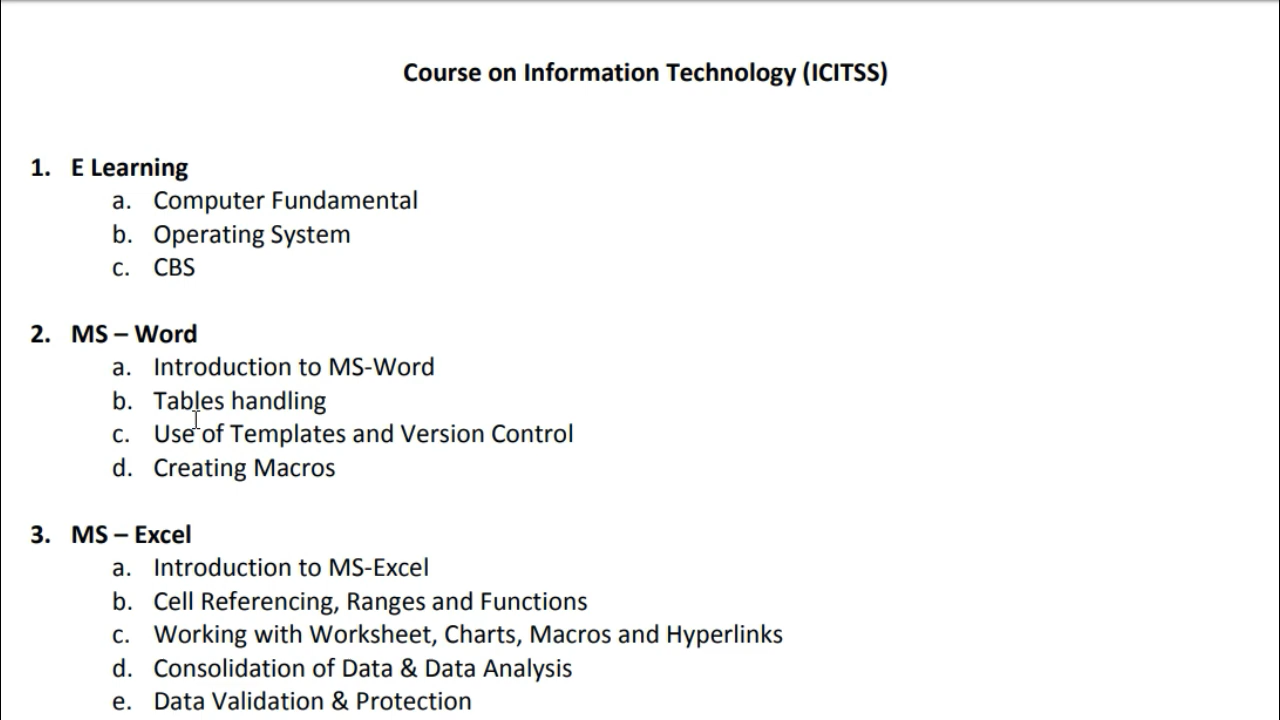 Course on Information Technology (ICITSS)
1. E Learning
a. Computer Fundamental
b. Operating System
c. CBS
2. MS – Word
a. Introduction to MS-Word
b. Tables handling
c. Use of Templates and Version Control
d. Creating Macros
3. MS – Excel
a. Introduction to MS-Excel
b. Cell Referencing, Ranges and Functions
c. Working with Worksheet, Charts, Macros and Hyperlinks
d. Consolidation of Data & Data Analysis
e. Data Validation & Protection